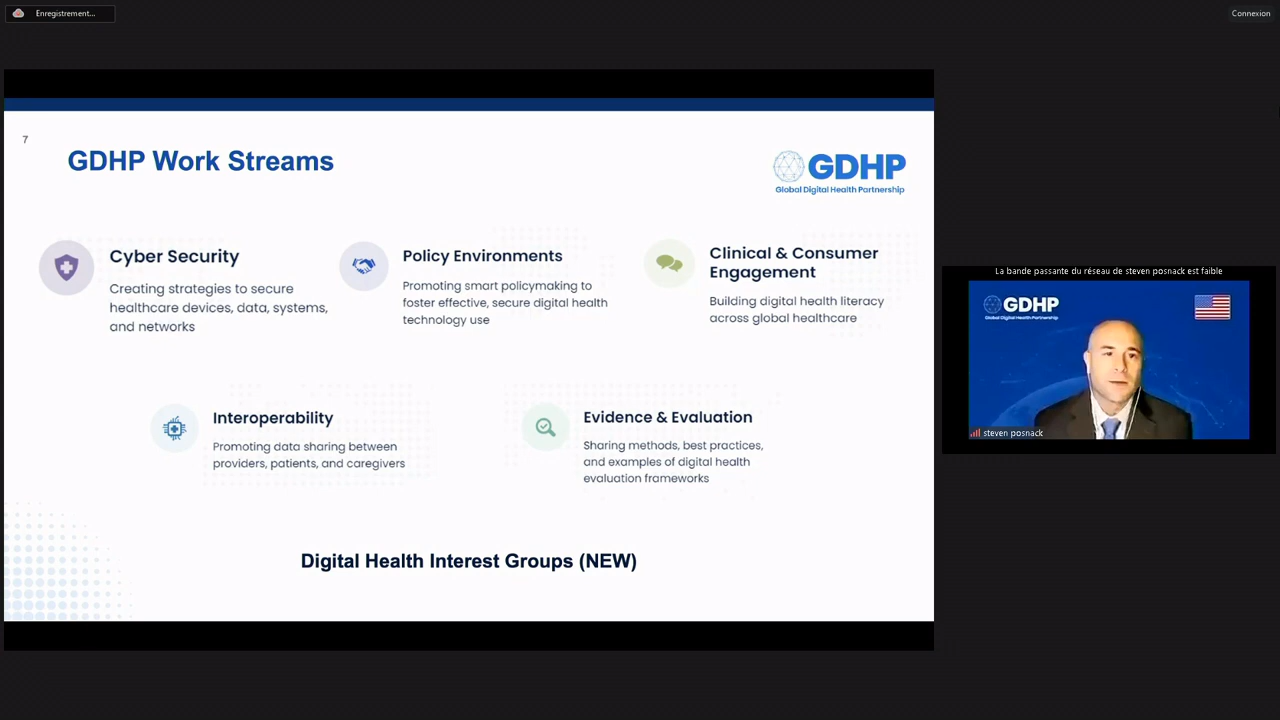 Enregistrement...
Connexion
7
GDHP Work Streams
GDHP
Global Digital Health Partnership
Cyber Security
Creating strategies to secure
healthcare devices, data, systems,
and networks
Policy Environments
Promoting smart policymaking to
foster effective, secure digital health
technology use
Clinical & Consumer
Engagement
Building digital health literacy
across global healthcare
Interoperability
Promoting data sharing between
providers, patients, and caregivers
Evidence & Evaluation
Sharing methods, best practices,
and examples of digital health
evaluation frameworks
Digital Health Interest Groups (NEW)
La bande passante du réseau de steven posnack est faible
GDHP
Global Digital Health Partnership
steven posnack